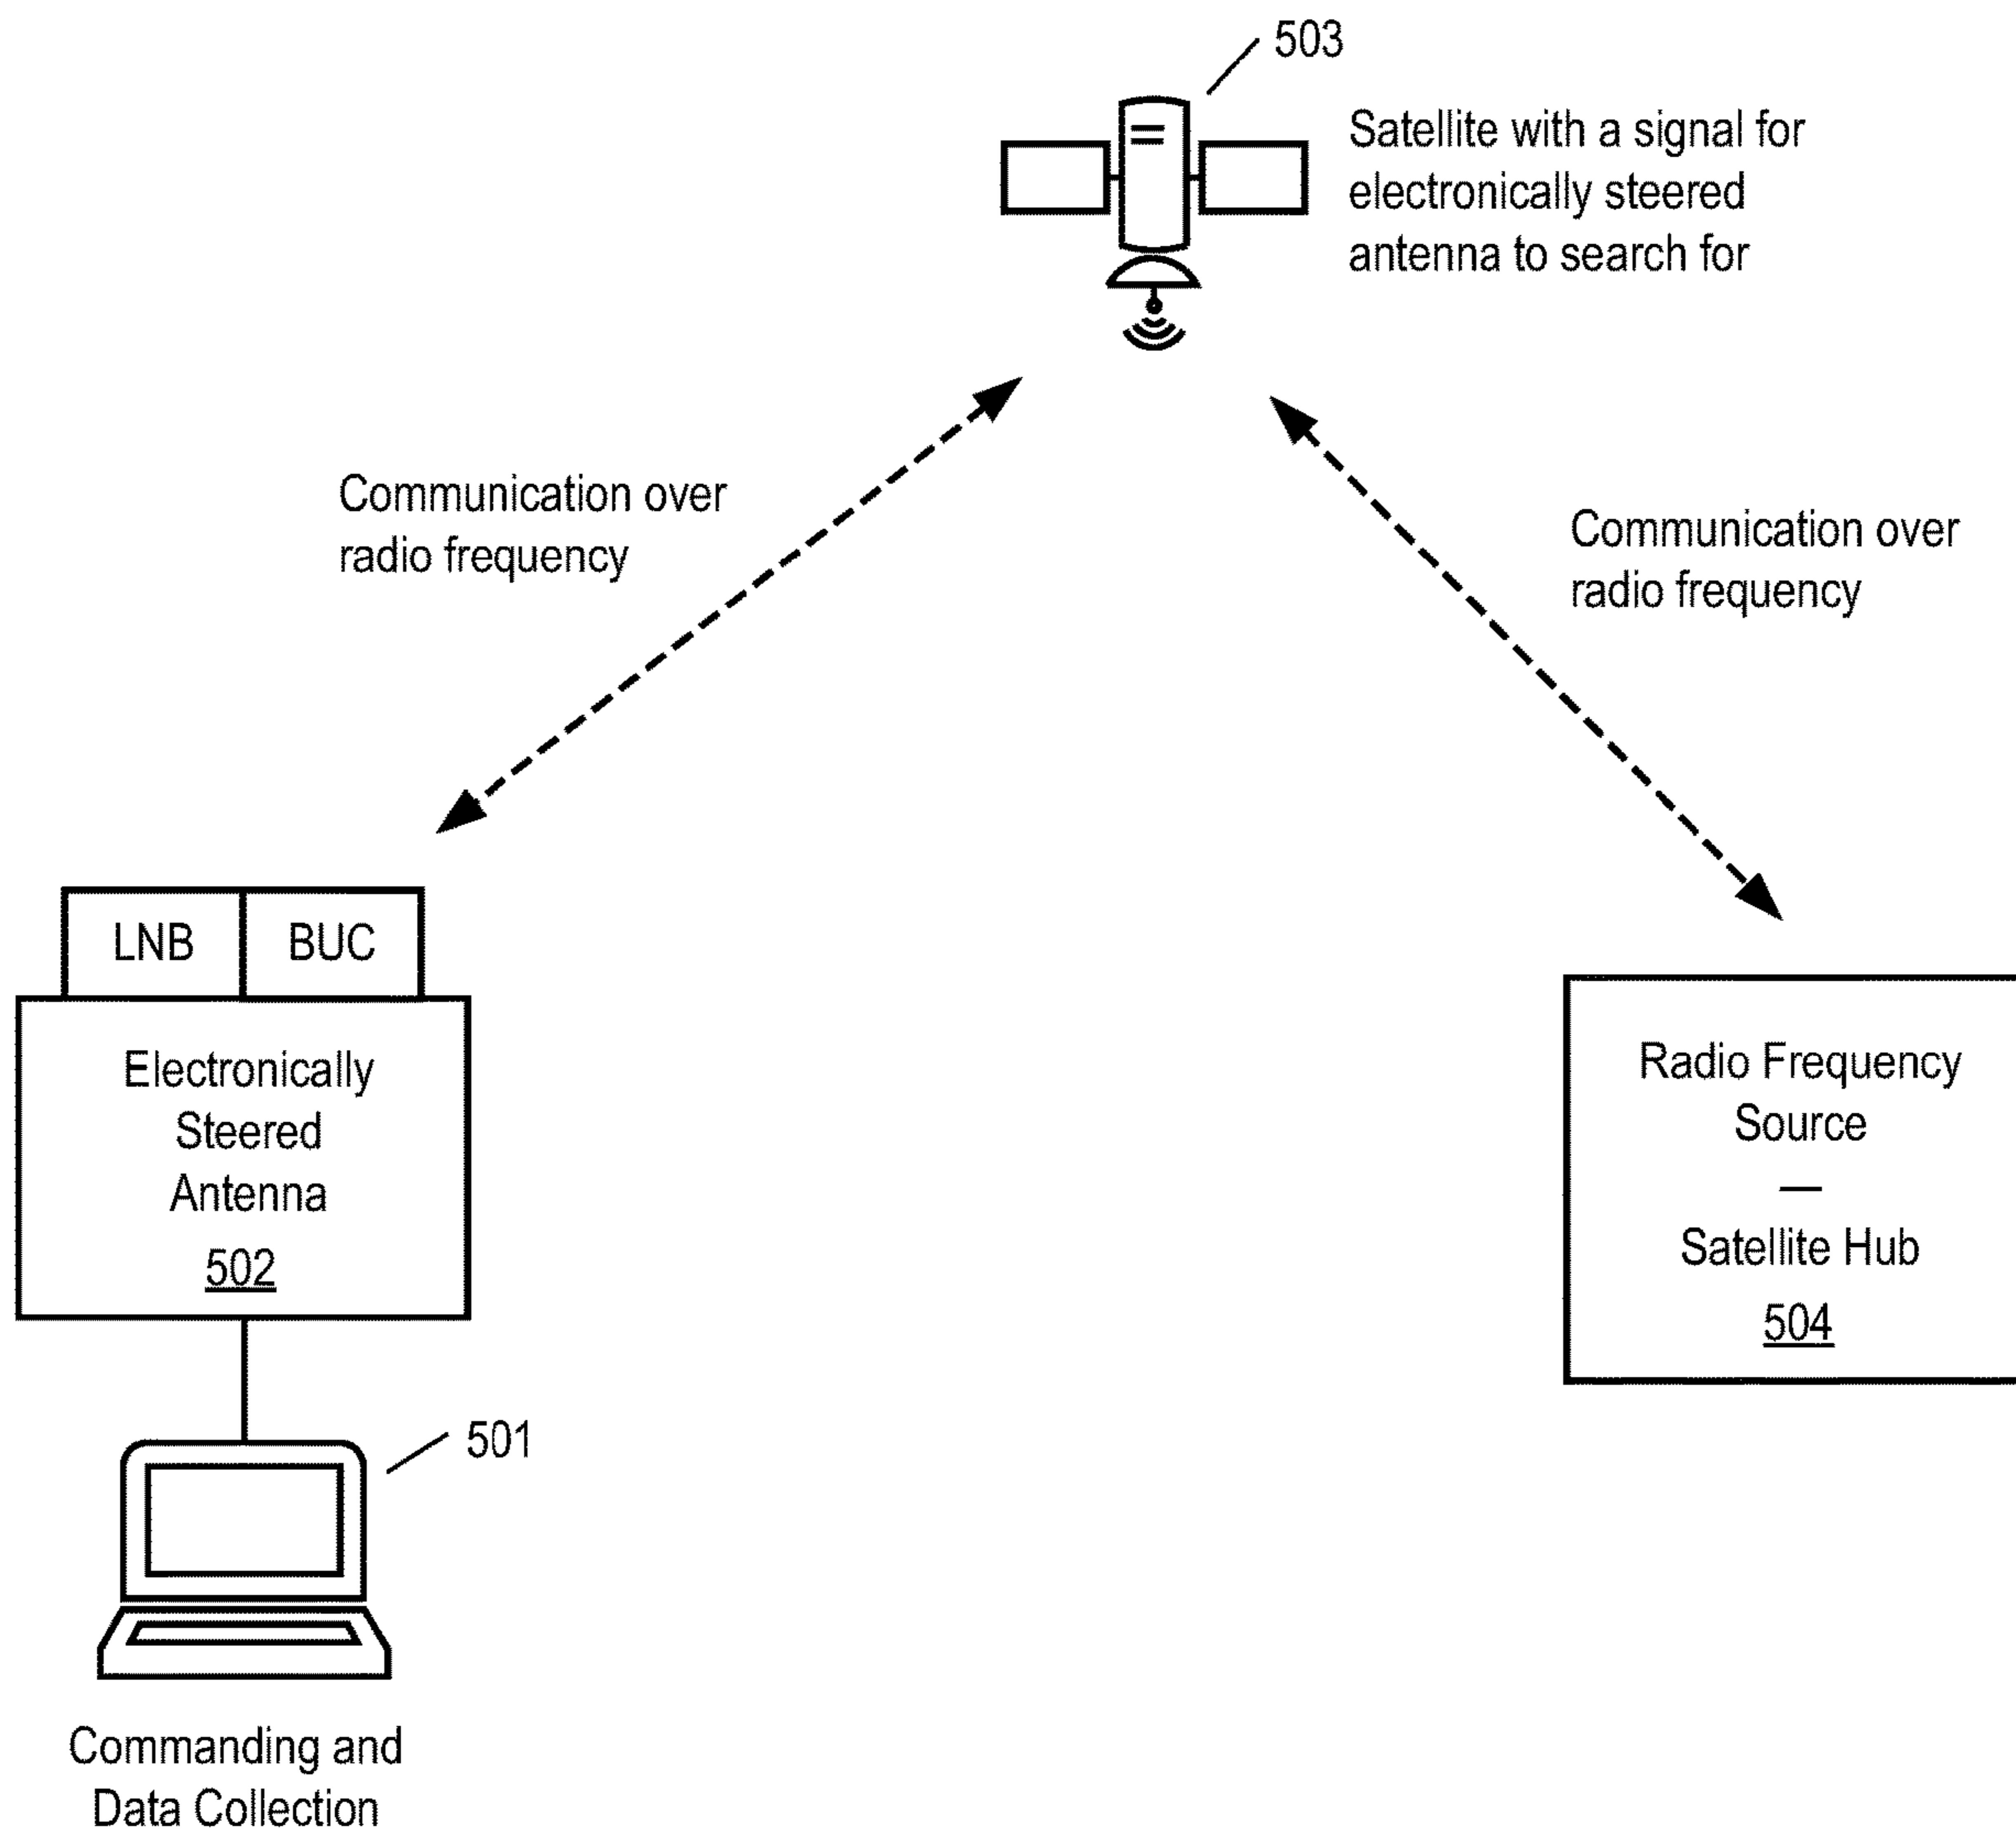 503
Satellite with a signal for
electronically steered
antenna to search for
Communication over
radio frequency
Communication over
radio frequency
LNB
BUC
Electronically
Steered
Antenna
502
Radio Frequency
Source
—
Satellite Hub
504
501
Commanding and
Data Collection